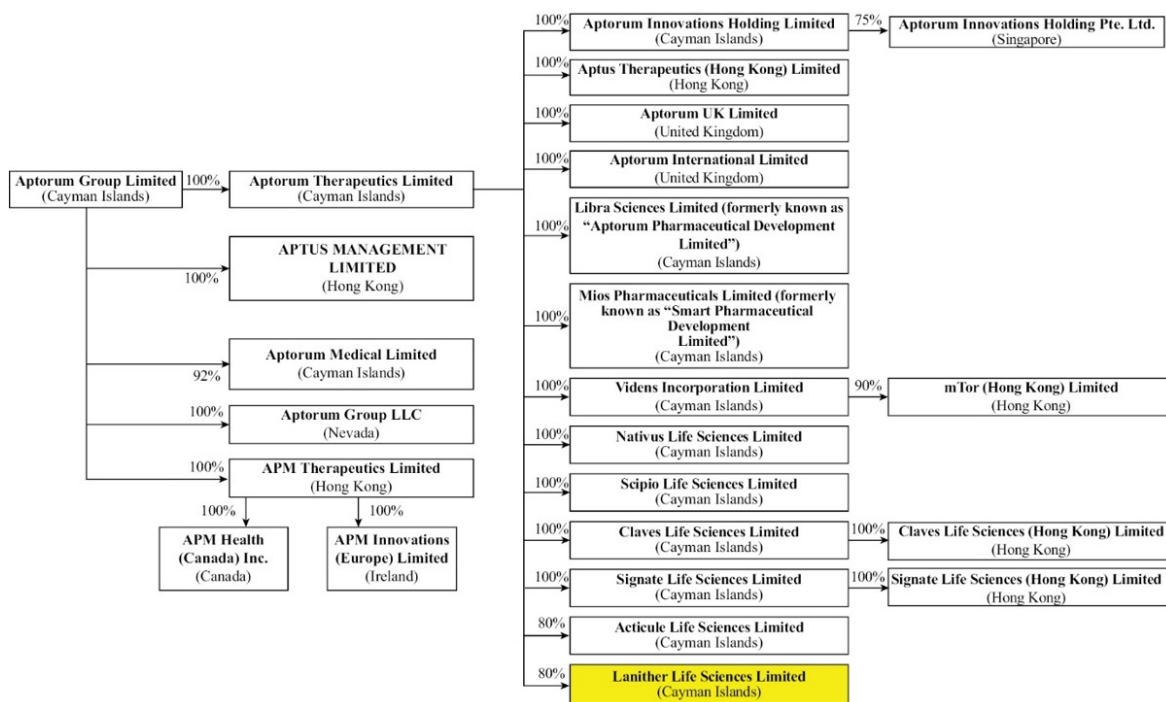 Aptorum Group Limited
(Cayman Islands)
100%
Aptorum Therapeutics Limited
(Cayman Islands)
100%
APTUS MANAGEMENT
LIMITED
(Hong Kong)
92%
Aptorum Medical Limited
(Cayman Islands)
100%
Aptorum Group LLC
(Nevada)
100%
APM Therapeutics Limited
(Hong Kong)
100%
APM Health
(Canada) Inc.
(Canada)
100%
APM Innovations
(Europe) Limited
(Ireland)
100%
Aptorum Innovations Holding Limited
(Cayman Islands)
75%
Aptorum Innovations Holding Pte. Ltd.
(Singapore)
100%
Aptus Therapeutics (Hong Kong) Limited
(Hong Kong)
100%
Aptorum UK Limited
(United Kingdom)
100%
Aptorum International Limited
(United Kingdom)
100%
Libra Sciences Limited (formerly known as
“Aptorum Pharmaceutical Development
Limited”)
(Cayman Islands)
100%
Mios Pharmaceuticals Limited (formerly
known as “Smart Pharmaceutical
Development
Limited”)
(Cayman Islands)
100%
Videns Incorporation Limited
(Cayman Islands)
90%
mTor (Hong Kong) Limited
(Hong Kong)
100%
Nativus Life Sciences Limited
(Cayman Islands)
100%
Scipio Life Sciences Limited
(Cayman Islands)
100%
Claves Life Sciences Limited
(Cayman Islands)
100%
Claves Life Sciences (Hong Kong) Limited
(Hong Kong)
100%
Signate Life Sciences Limited
(Cayman Islands)
100%
Signate Life Sciences (Hong Kong) Limited
(Hong Kong)
80%
Acticule Life Sciences Limited
(Cayman Islands)
80%
Lanither Life Sciences Limited
(Cayman Islands)